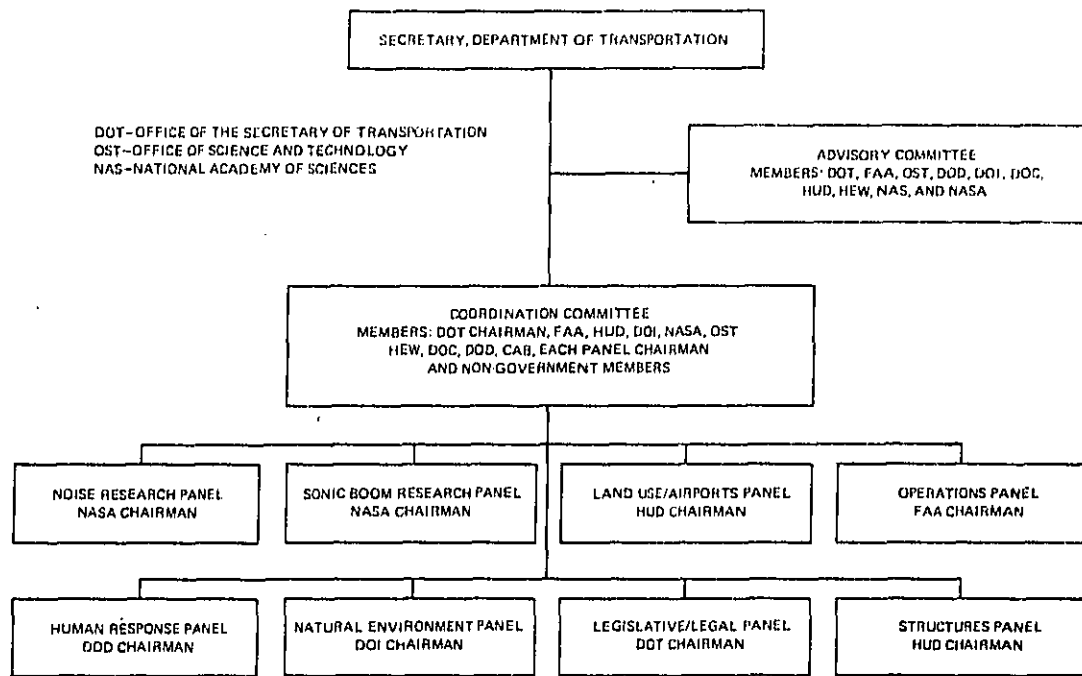 SECRETARY, DEPARTMENT OF TRANSPORTATION
DOT-OFFICE OF THE SECRETARY OF TRANSPORTATION
OST-OFFICE OF SCIENCE AND TECHNOLOGY
NAS-NATIONAL ACADEMY OF SCIENCES
ADVISORY COMMITTEE
MEMBERS: DOT, FAA, OST, DOD, DOI, DOC,
HUD, HEW, NAS, AND NASA
COORDINATION COMMITTEE
MEMBERS: DOT CHAIRMAN, FAA, HUD, DOI, NASA, OST
HEW, DOC, DOD, CAB, EACH PANEL CHAIRMAN
AND NON-GOVERNMENT MEMBERS
NOISE RESEARCH PANEL
NASA CHAIRMAN
SONIC BOOM RESEARCH PANEL
NASA CHAIRMAN
LAND USE/AIRPORTS PANEL
HUD CHAIRMAN
OPERATIONS PANEL
FAA CHAIRMAN
HUMAN RESPONSE PANEL
DOD CHAIRMAN
NATURAL ENVIRONMENT PANEL
DOI CHAIRMAN
LEGISLATIVE/LEGAL PANEL
DOT CHAIRMAN
STRUCTURES PANEL
HUD CHAIRMAN